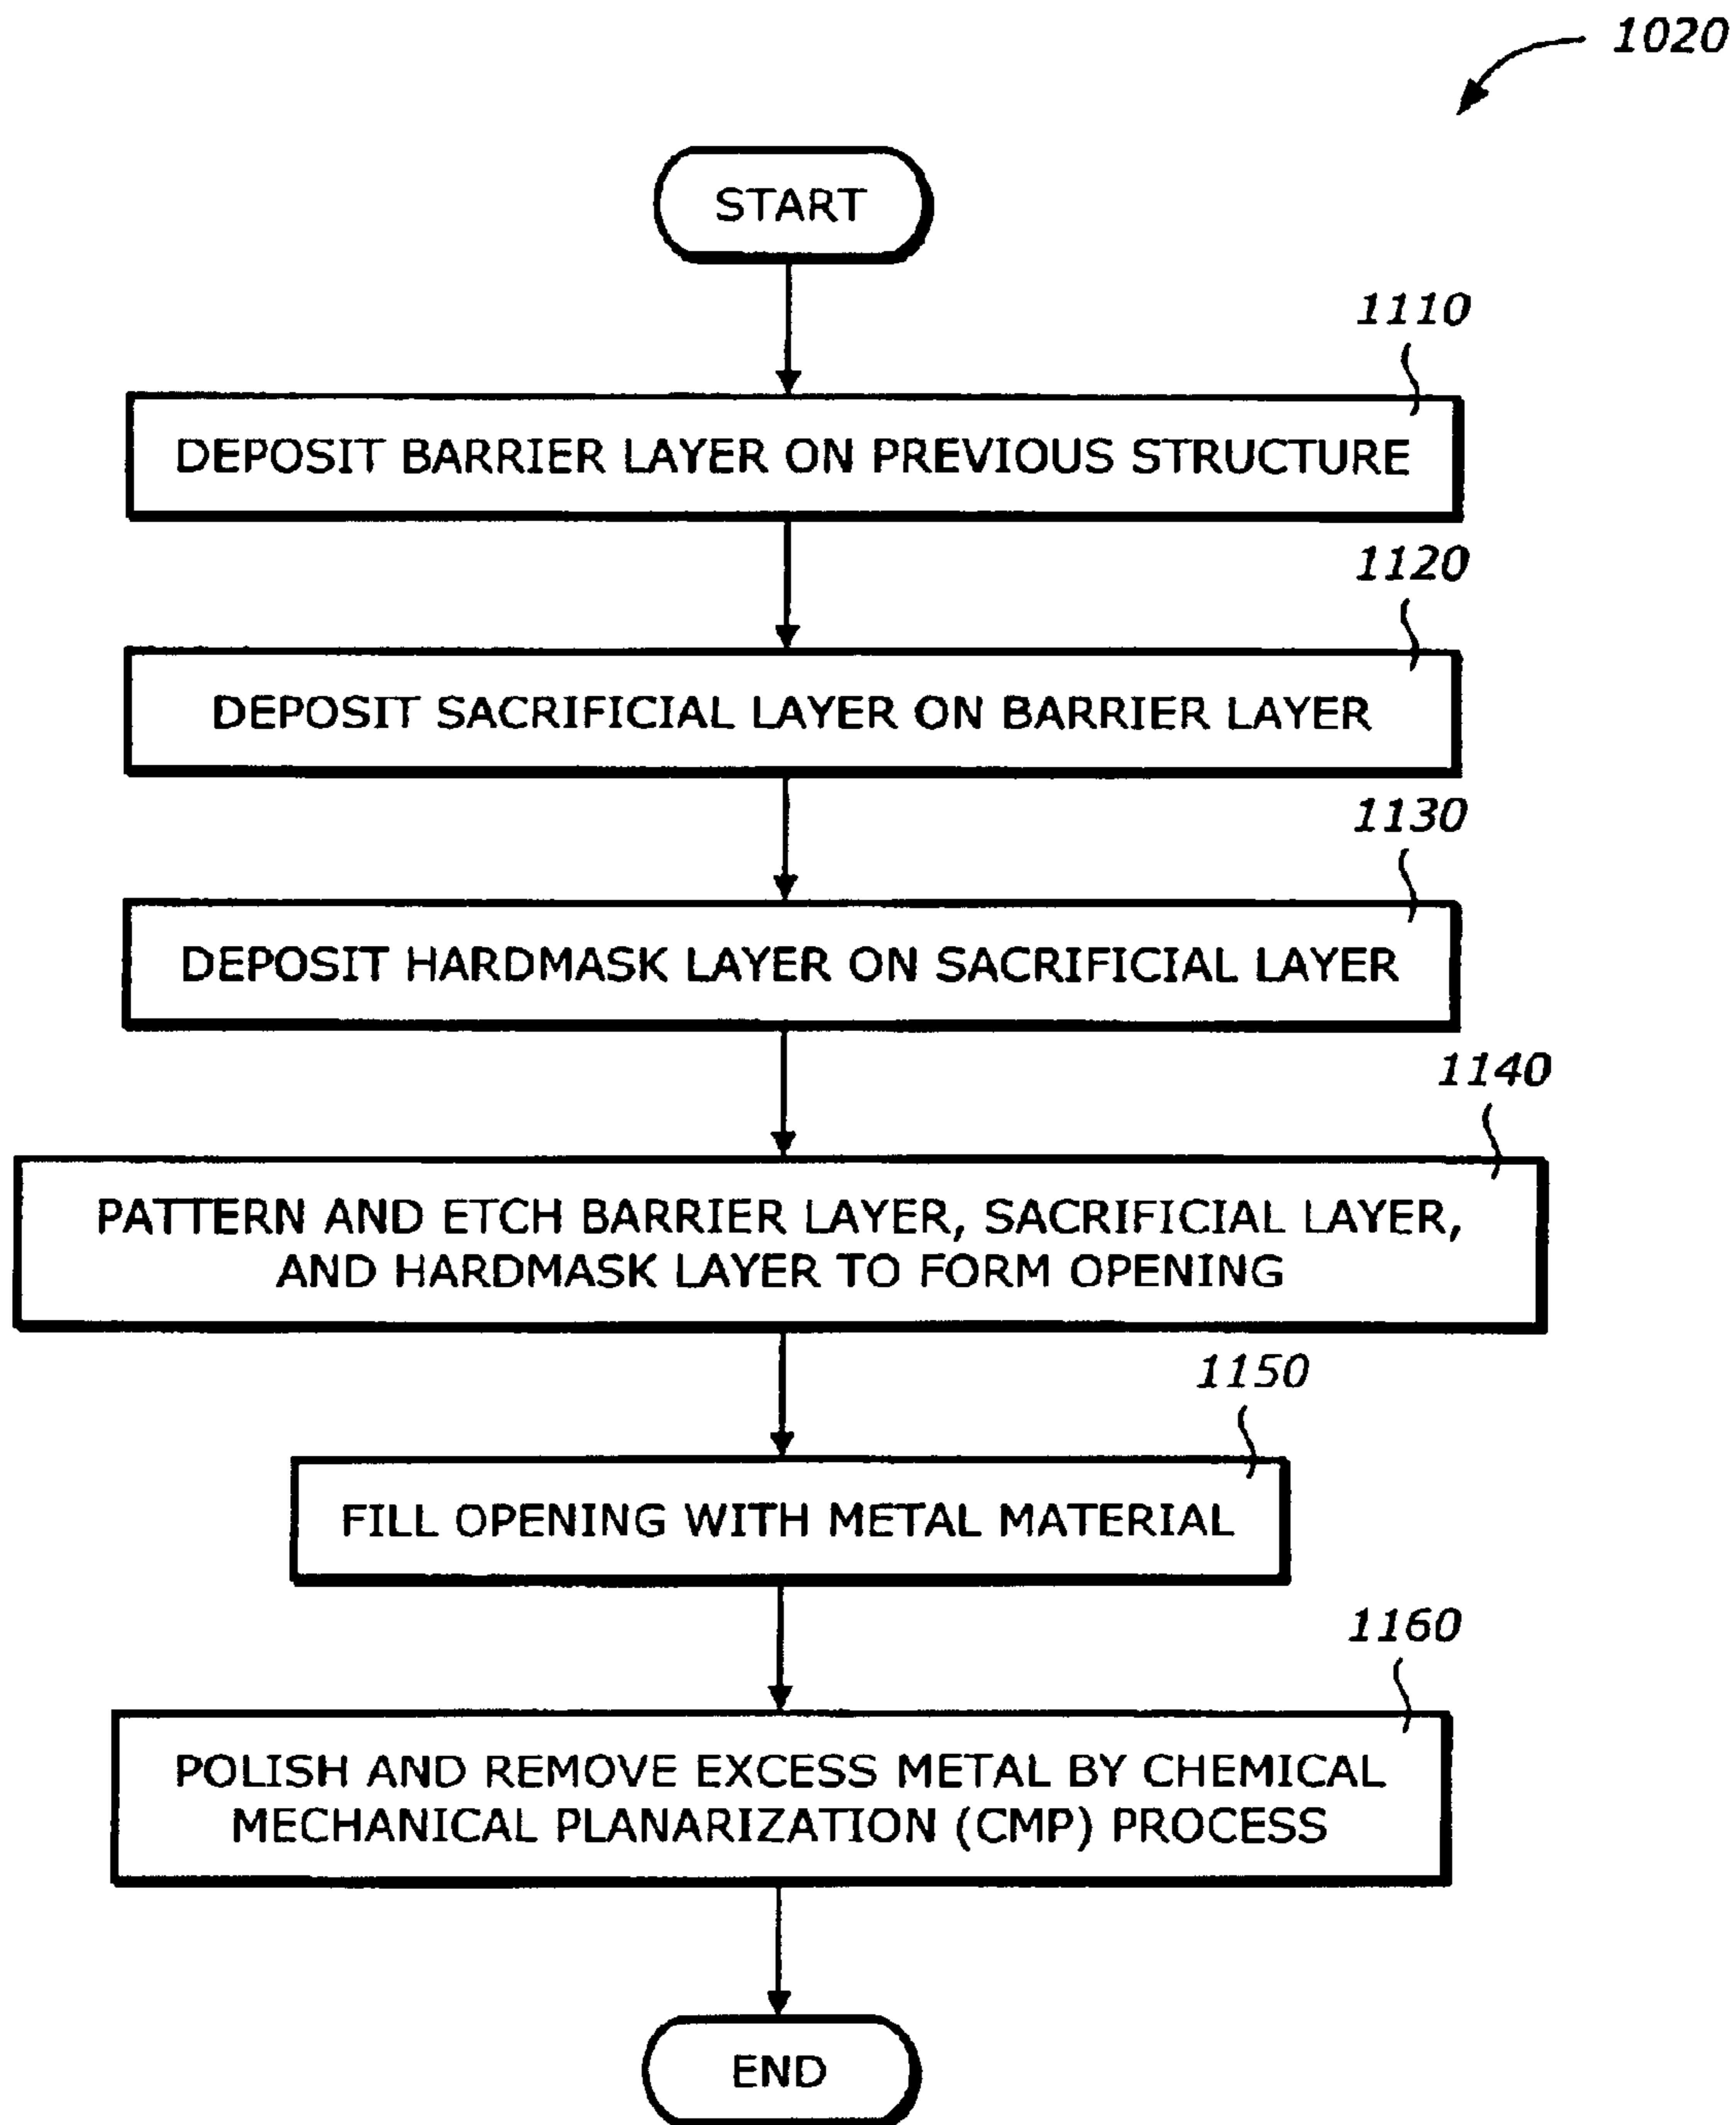 1020
START
1110
DEPOSIT BARRIER LAYER ON PREVIOUS STRUCTURE
1120
DEPOSIT SACRIFICIAL LAYER ON BARRIER LAYER
1130
DEPOSIT HARDMASK LAYER ON SACRIFICIAL LAYER
1140
PATTERN AND ETCH BARRIER LAYER, SACRIFICIAL LAYER,
AND HARDMASK LAYER TO FORM OPENING
1150
FILL OPENING WITH METAL MATERIAL
1160
POLISH AND REMOVE EXCESS METAL BY CHEMICAL
MECHANICAL PLANARIZATION (CMP) PROCESS
END